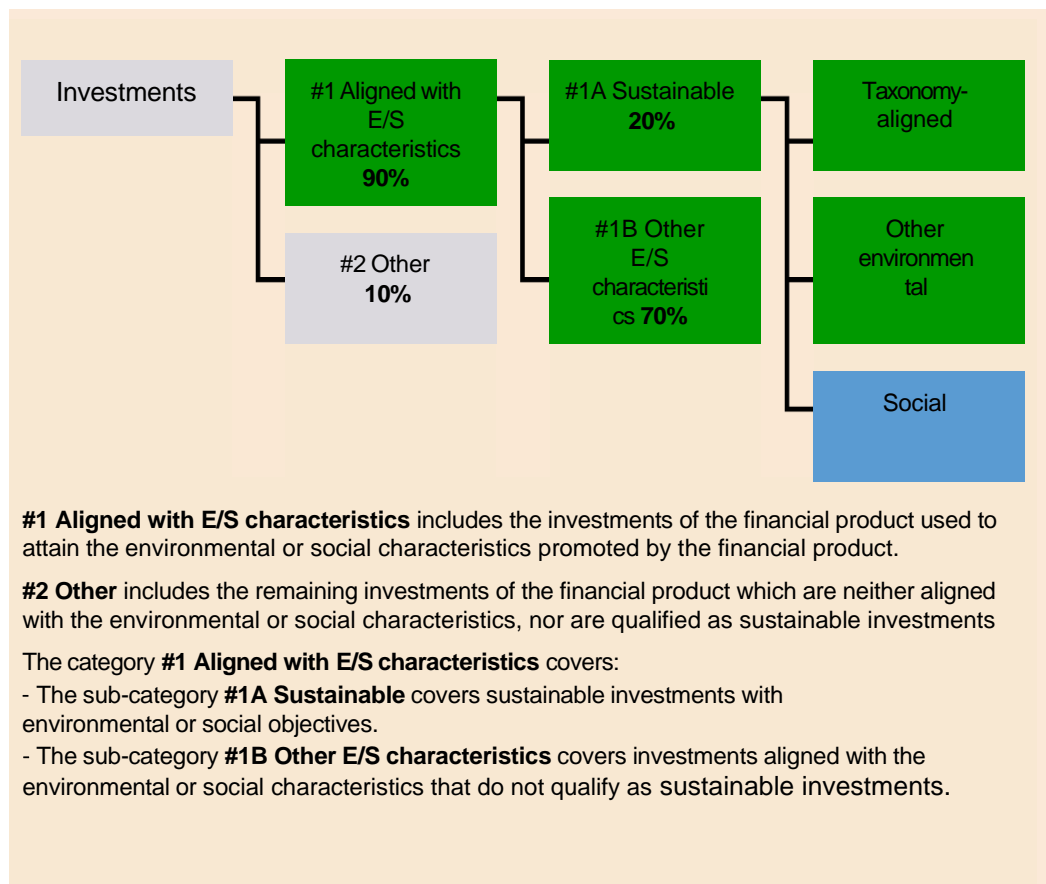 Investments
#1 Aligned with
E/S
characteristics
90%
#2 Other
10%
#1A Sustainable
20%
#1B Other
E/S
characteristi
cs 70%
Taxonomy-
aligned
Other
environmen
tal
Social
#1 Aligned with E/S characteristics includes the investments of the financial product used to
attain the environmental or social characteristics promoted by the financial product.
#2 Other includes the remaining investments of the financial product which are neither aligned
with the environmental or social characteristics, nor are qualified as sustainable investments
The category #1 Aligned with E/S characteristics covers:
- The sub-category #1A Sustainable covers sustainable investments with
environmental or social objectives.
- The sub-category #1B Other E/S characteristics covers investments aligned with the
environmental or social characteristics that do not qualify as sustainable investments.